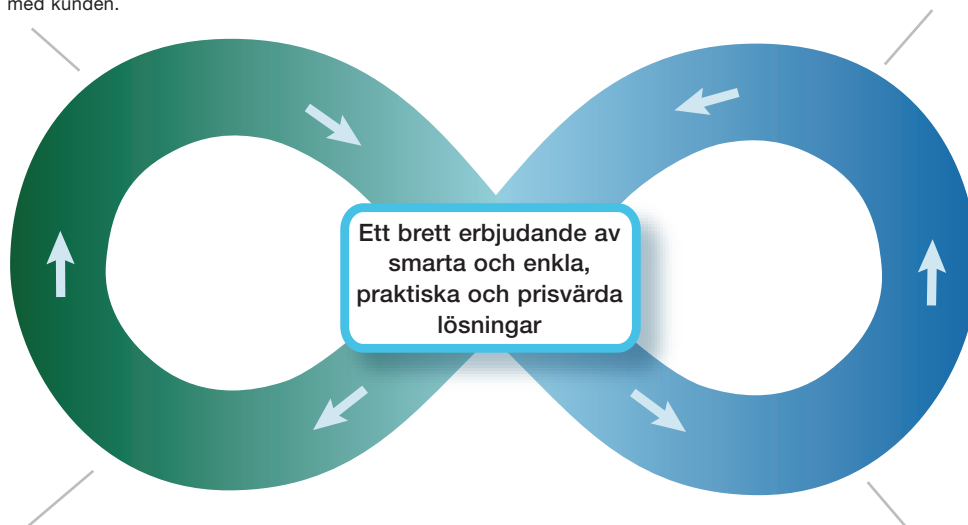 med kunden.
Ett brett erbjudande av
smarta och enkla,
praktiska och prisvärda
lösningar